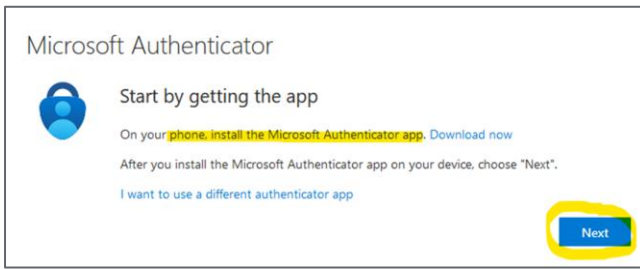 Microsoft Authenticator
Start by getting the app
On your phone, install the Microsoft Authenticator app. Download now
After you install the Microsoft Authenticator app on your device, choose "Next".
I want to use a different authenticator app
Next